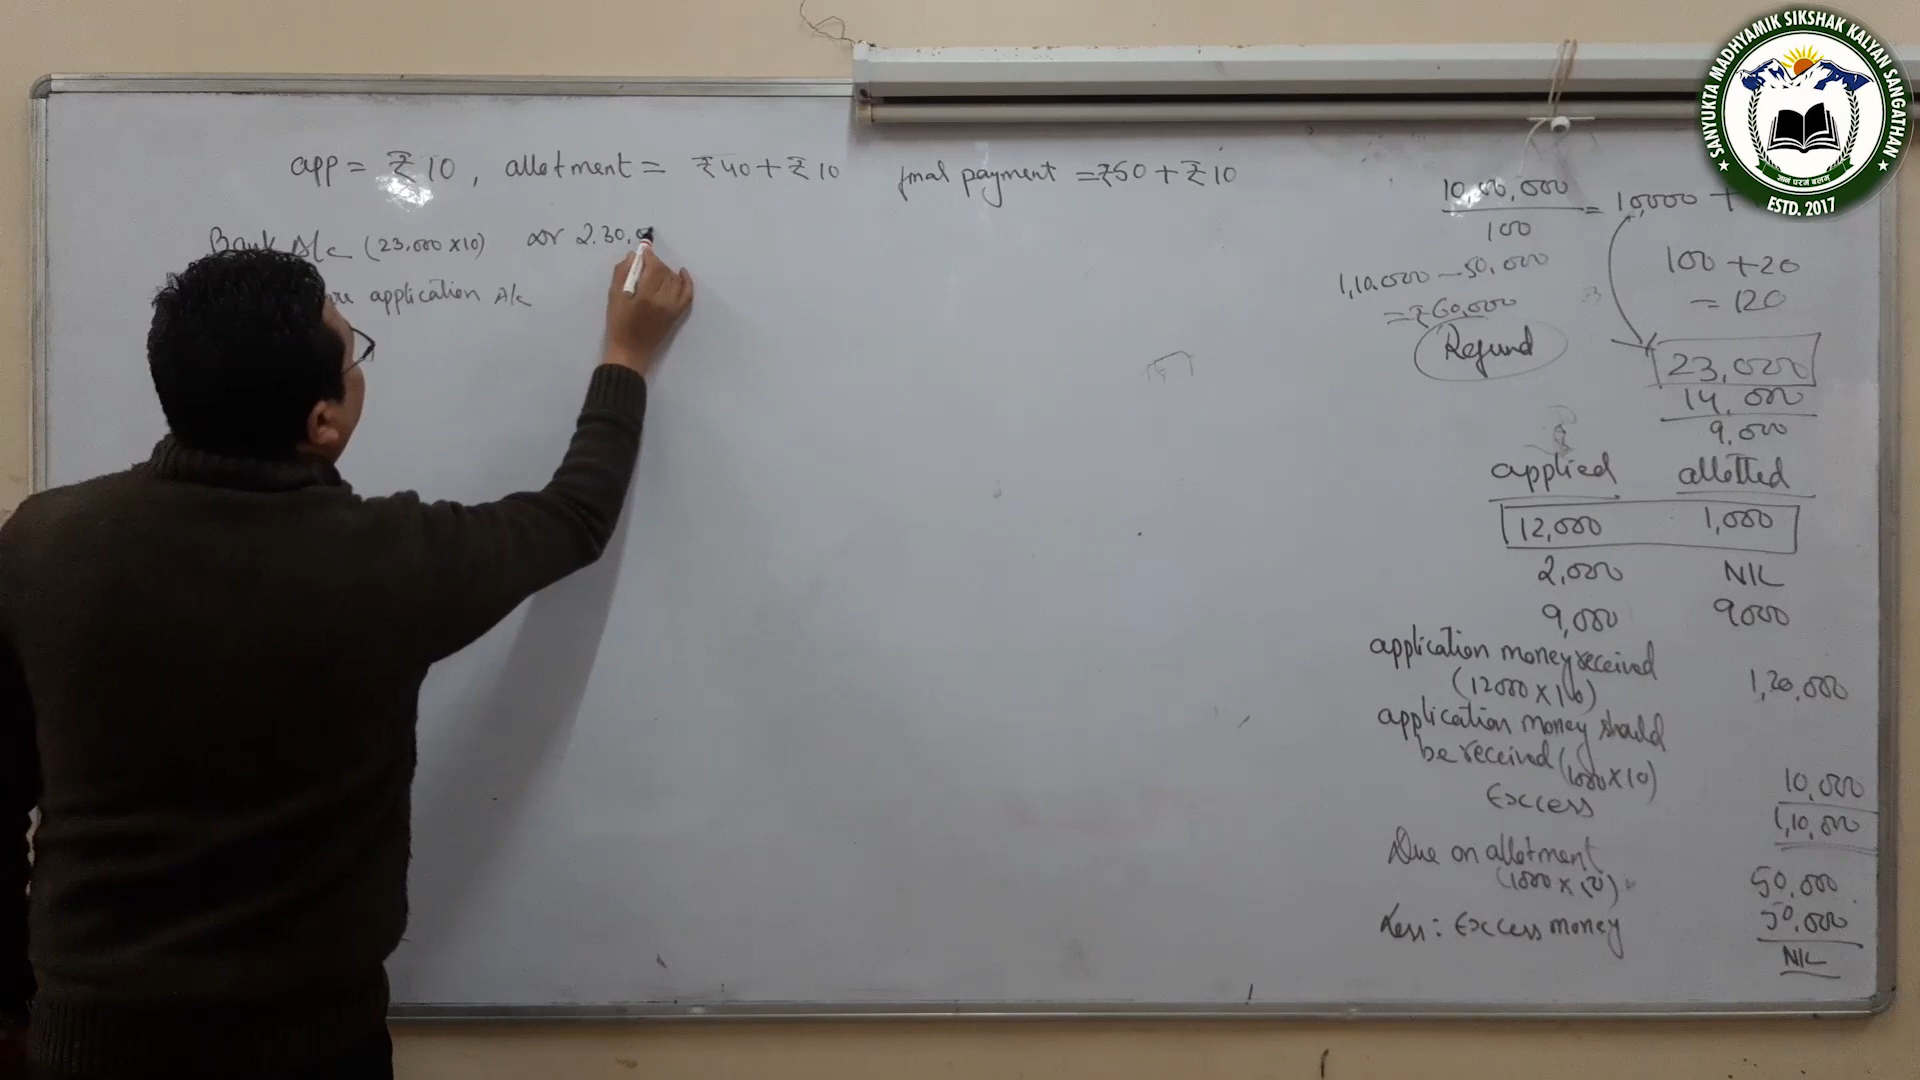 app = ₹10, allotment = ₹40 + ₹10 final payment = ₹50 + ₹10
Bank A/c (23,000 × 10) Dr 2,30,0
application A/c
10,00,000
100
= 10,000 +
100 + 20
= 120
1,10,000 – 50,000
= ₹60,000
Refund
23,000
14,000
9,000
applied allotted
12,000 1,000
2,000 NIL
9,000 9000
application money received
(12000 × 10) 1,20,000
application money should
be received (1000 × 10) 10,000
Excess 1,10,000
Due on allotment
(1000 × 50,000
Less: Excess money 50,000
NIL
SANYUKTA MADHYAMIK SIKSHAK KALYAN SANGATHAN
ESTD. 2017